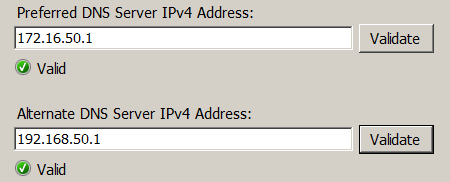 Preferred DNS Server IPv4 Address:
172.16.50.1 Validate
Valid
Alternate DNS Server IPv4 Address:
192.168.50.1 Validate
Valid